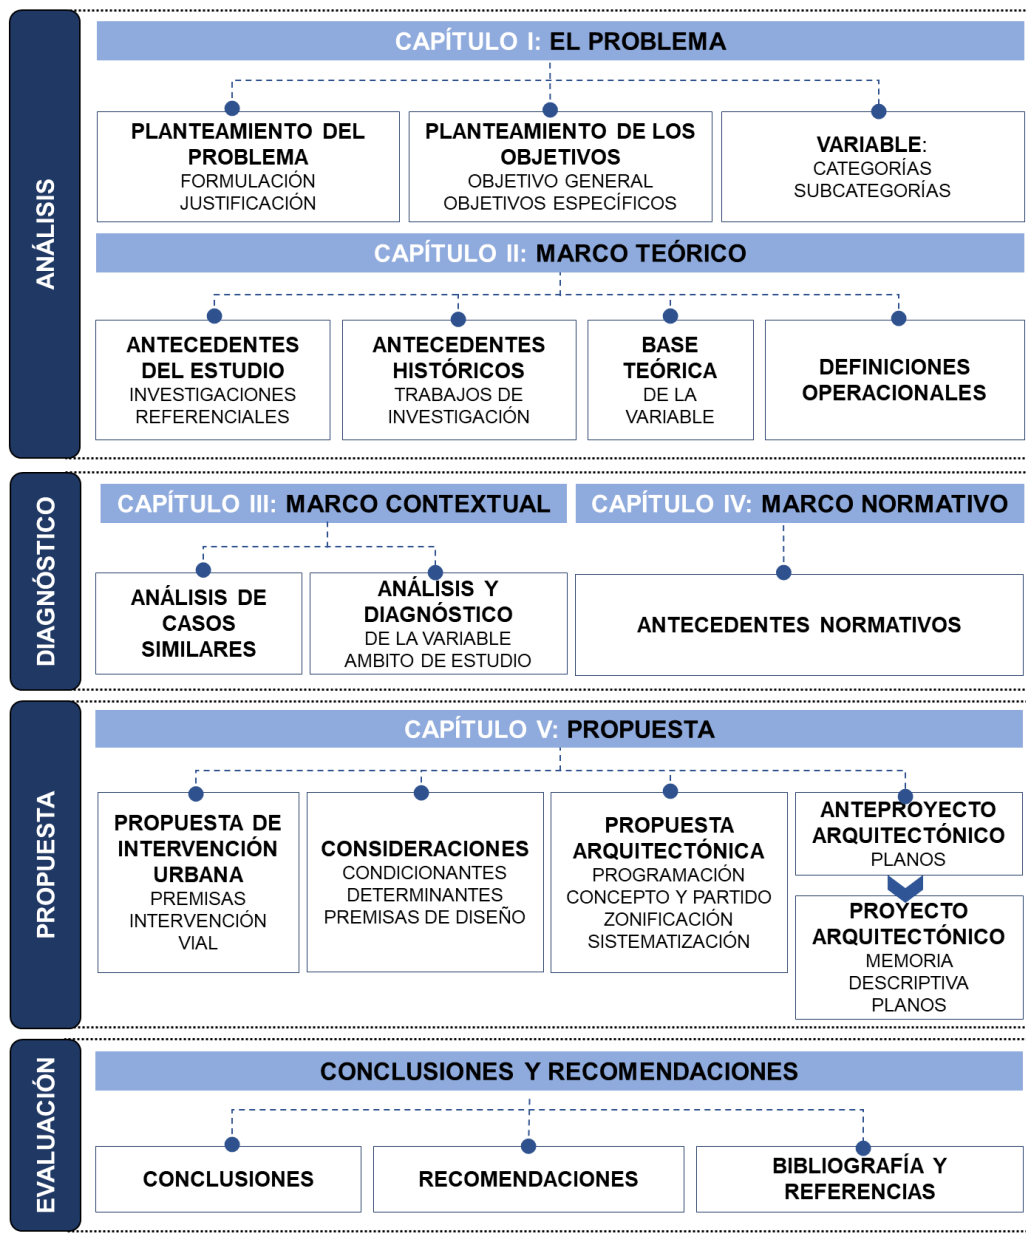 ANÁLISIS
CAPÍTULO I: EL PROBLEMA
PLANTEAMIENTO DEL
PROBLEMA
FORMULACIÓN
JUSTIFICACIÓN
PLANTEAMIENTO DE LOS
OBJETIVOS
OBJETIVO GENERAL
OBJETIVOS ESPECÍFICOS
VARIABLE:
CATEGORÍAS
SUBCATEGORÍAS
CAPÍTULO II: MARCO TEÓRICO
ANTECEDENTES
DEL ESTUDIO
INVESTIGACIONES
REFERENCIALES
ANTECEDENTES
HISTÓRICOS
TRABAJOS DE
INVESTIGACIÓN
BASE
TEÓRICA
DE LA
VARIABLE
DEFINICIONES
OPERACIONALES
DIAGNÓSTICO
CAPÍTULO III: MARCO CONTEXTUAL
ANÁLISIS DE
CASOS
SIMILARES
ANÁLISIS Y
DIAGNÓSTICO
DE LA VARIABLE
AMBITO DE ESTUDIO
CAPÍTULO IV: MARCO NORMATIVO
ANTECEDENTES NORMATIVOS
PROPUESTA
CAPÍTULO V: PROPUESTA
PROPUESTA DE
INTERVENCIÓN
URBANA
PREMISAS
INTERVENCIÓN
VIAL
CONSIDERACIONES
CONDICIONANTES
DETERMINANTES
PREMISAS DE DISEÑO
PROPUESTA
ARQUITECTÓNICA
PROGRAMACIÓN
CONCEPTO Y PARTIDO
ZONIFICACIÓN
SISTEMATIZACIÓN
ANTEPROYECTO
ARQUITECTÓNICO
PLANOS
PROYECTO
ARQUITECTÓNICO
MEMORIA
DESCRIPTIVA
PLANOS
EVALUACIÓN
CONCLUSIONES Y RECOMENDACIONES
CONCLUSIONES
RECOMENDACIONES
BIBLIOGRAFÍA Y
REFERENCIAS